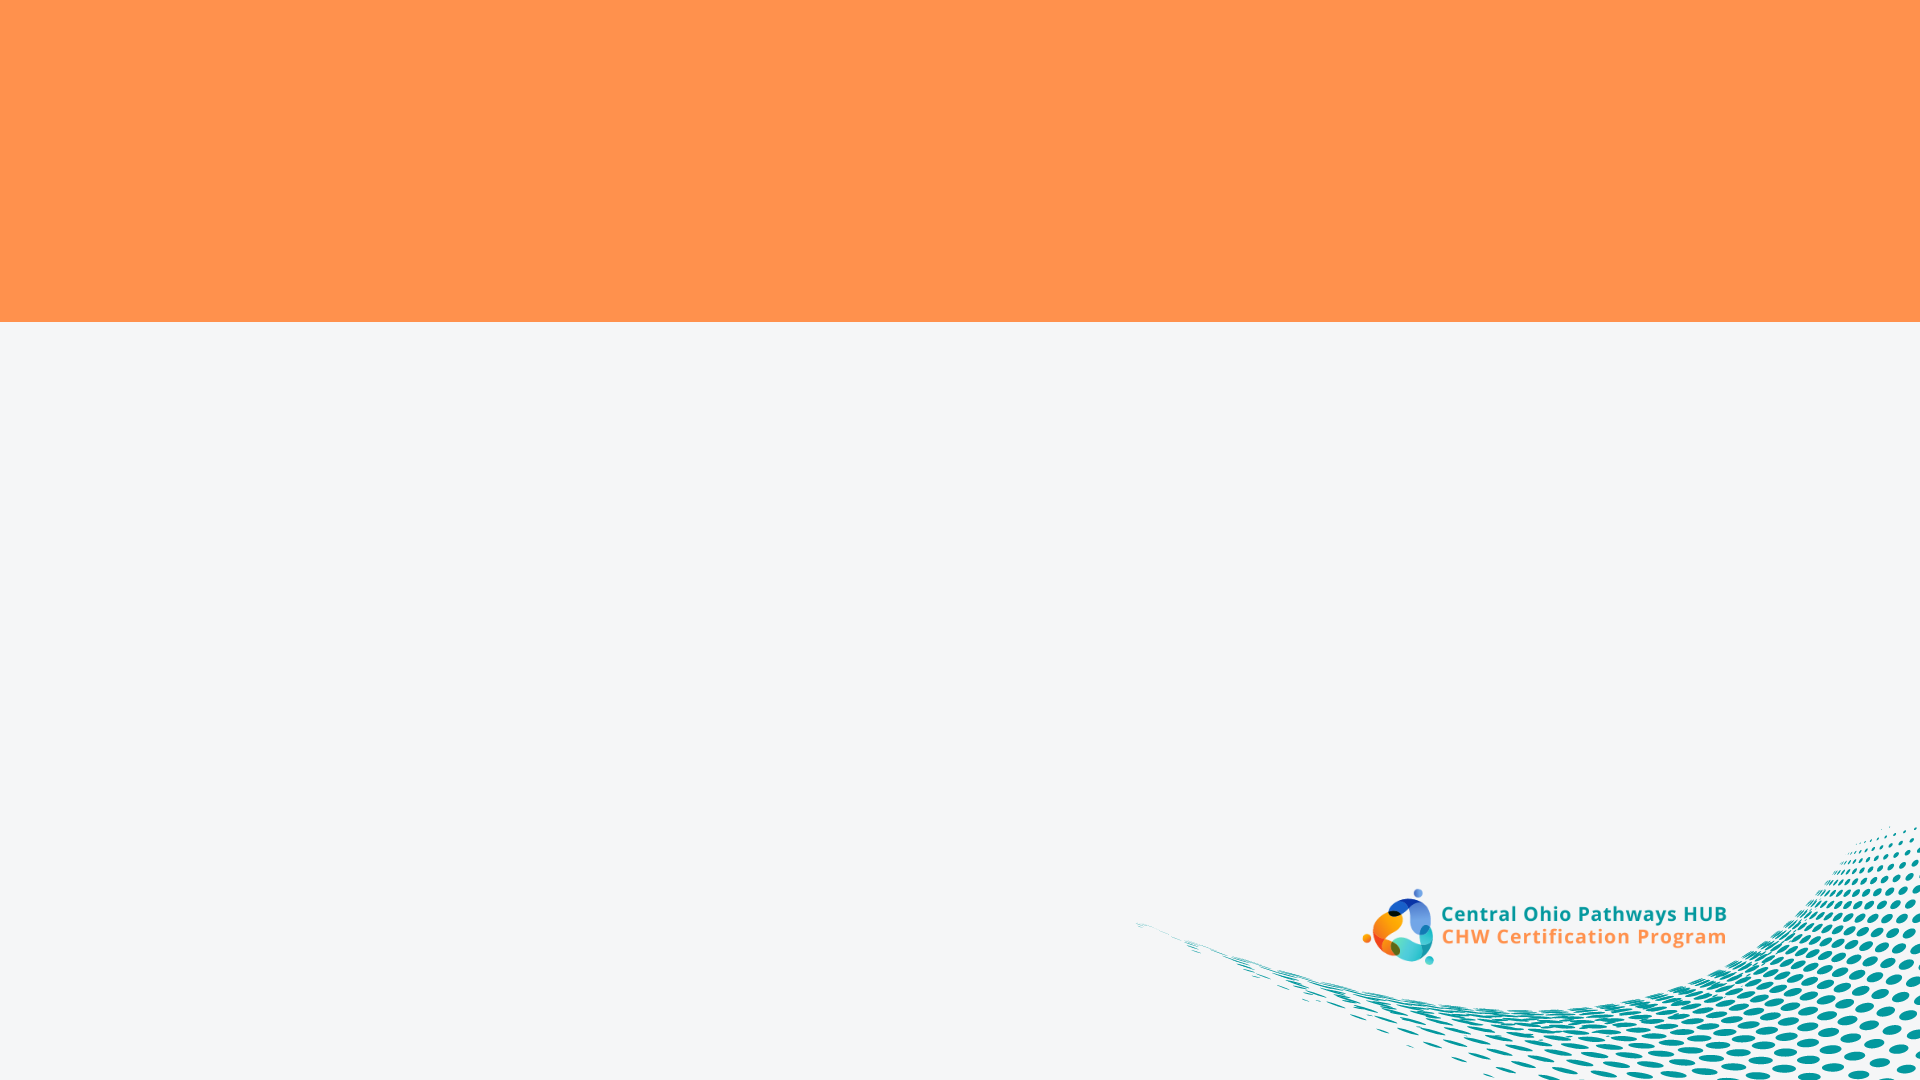 Central Ohio Pathways HUB
CHW Certification Program